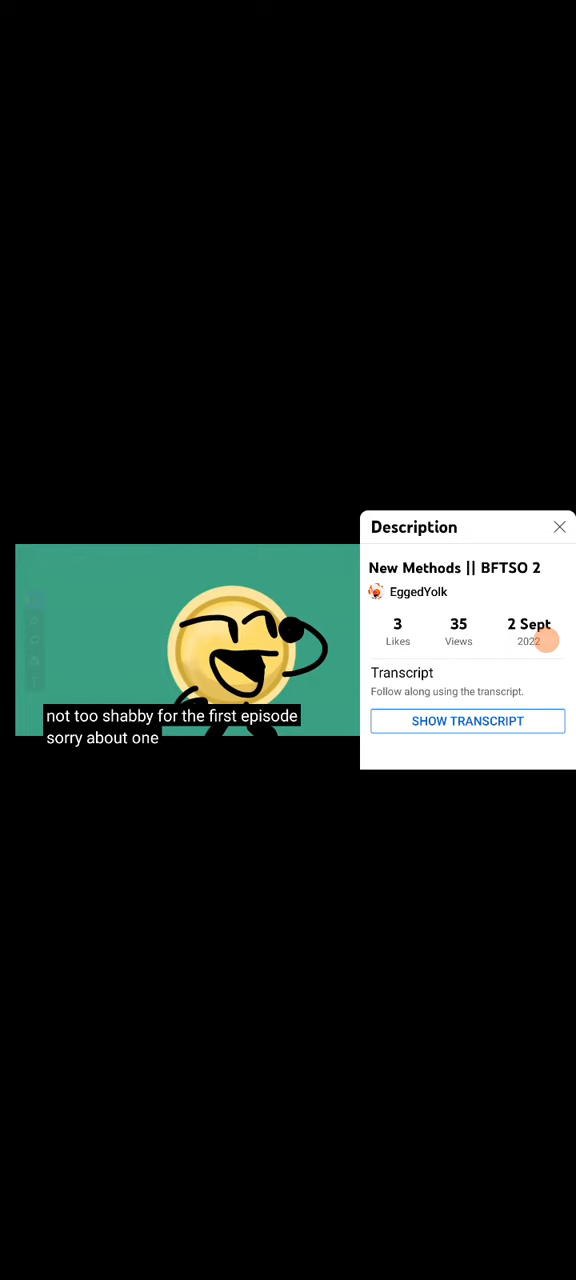 Description
New Methods || BFTSO 2
EggedYolk
3
35
2 Sept
Likes
Views
2022
Transcript
Follow along using the transcript.
SHOW TRANSCRIPT
not too shabby for the first episode
sorry about one